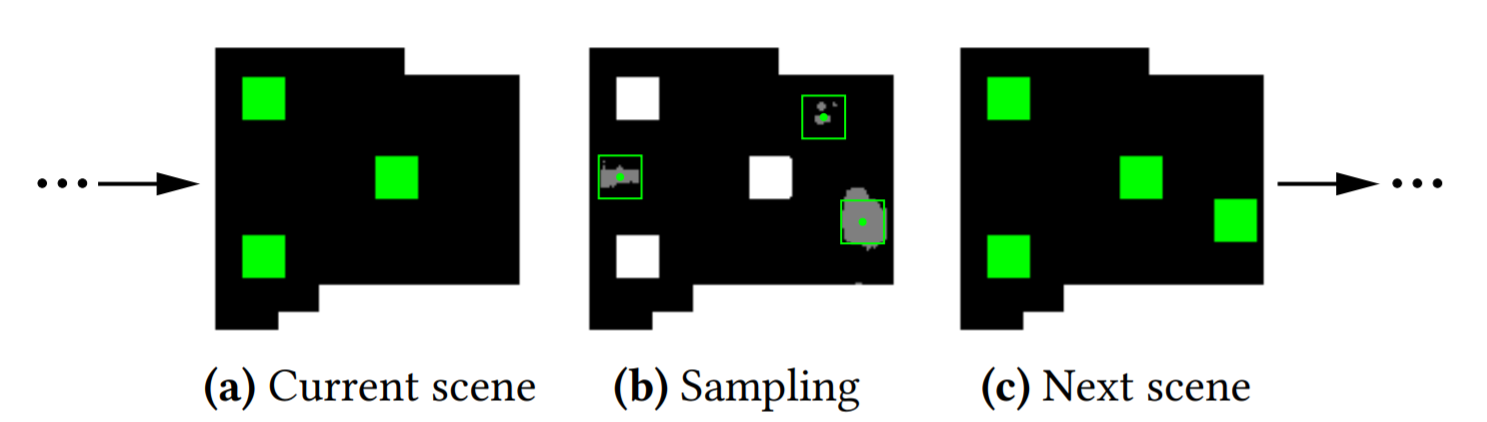 (a) Current scene (b) Sampling (c) Next scene